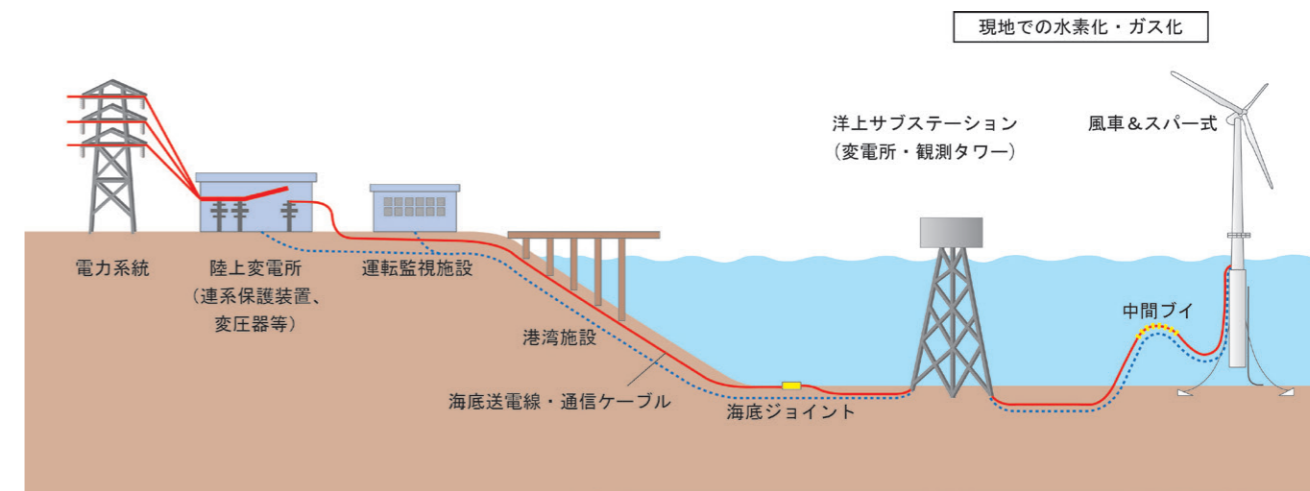 現地での水素化・ガス化
洋上サブステーション
（変電所・観測タワー）
風車＆スパー式
電力系統
陸上変電所
（連系保護装置、
変圧器等）
運転監視施設
港湾施設
海底送電線・通信ケーブル
海底ジョイント
中間ブイ